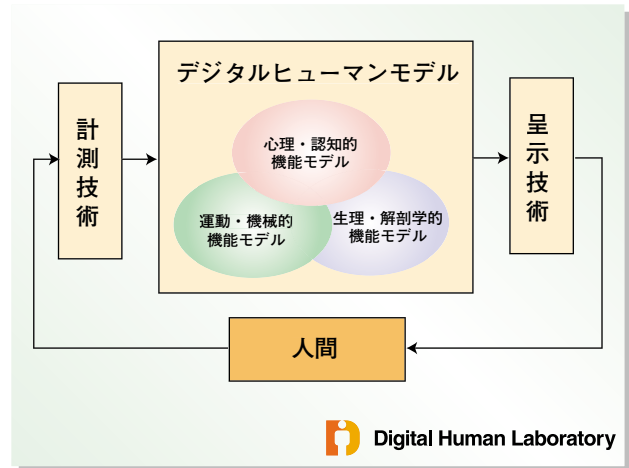 デジタルヒューマンモデル
計測技術
心理・認知的
機能モデル
運動・機械的
機能モデル
生理・解剖学的
機能モデル
呈示技術
人間
Digital Human Laboratory